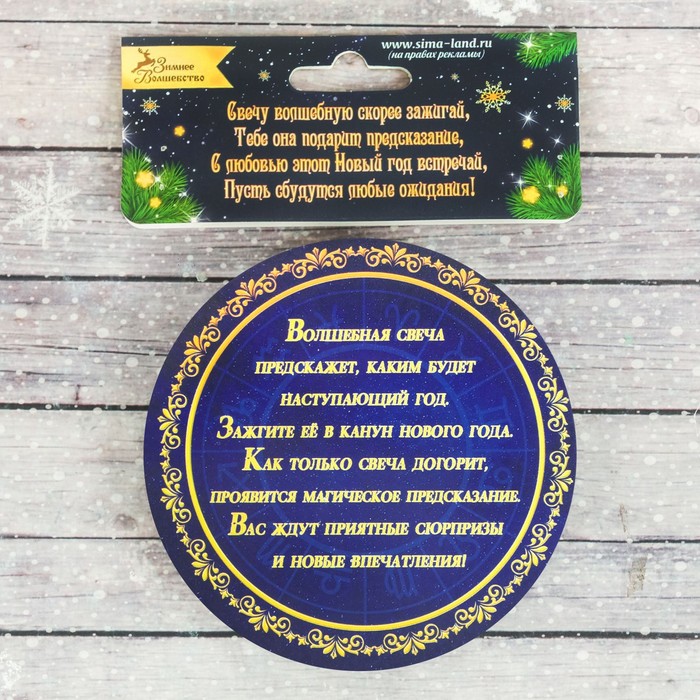 www.sima-land.ru
(на правах рекламы)
Зимнее
Волшебство
Свечу волшебную скорее зажигай,
Тебе она подарит предсказание,
С любовью этот Новый год встречай,
Пусть сбудутся любые ожидания!
Волшебная свеча
предскажет, каким будет
наступающий год.
Зажгите её в канун нового года.
Как только свеча догорит,
проявится магическое предсказание.
Вас ждут приятные сюрпризы
и новые впечатления!